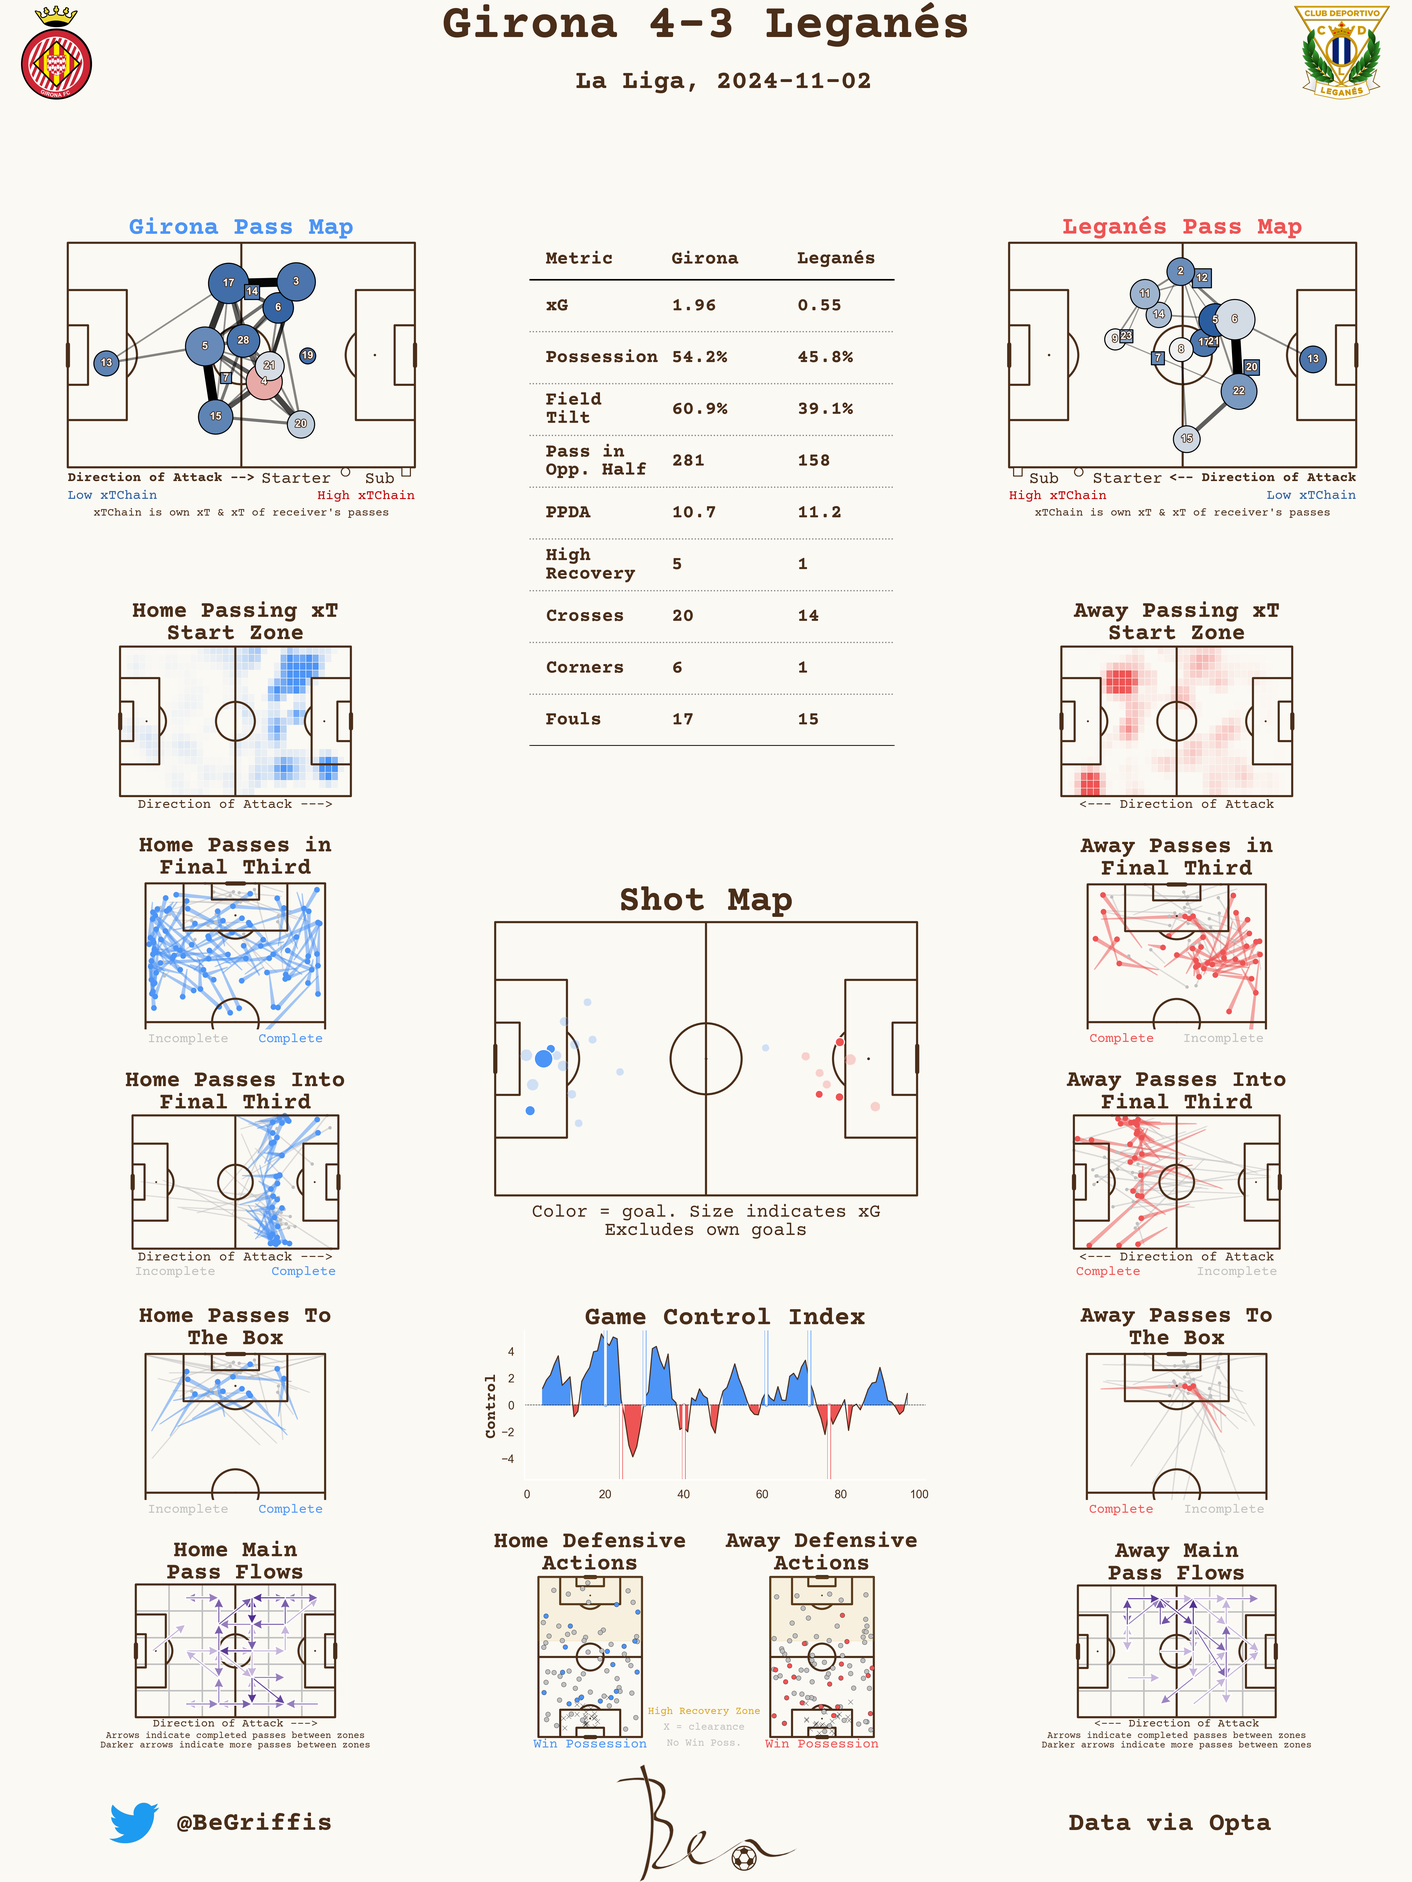 Girona 4-3 Leganés
La Liga, 2024-11-02
GIRONA FC
CLUB DEPORTIVO
LEGANÉS
Girona Pass Map
17
3
14
6
5
28
13
21
19
7
4
15
20
Direction of Attack --> Starter Sub
Low xTChain High xTChain
xTChain is own xT & xT of receiver's passes
Metric Girona Leganés
xG 1.96 0.55
Possession 54.2% 45.8%
Field
Tilt 60.9% 39.1%
Pass in
Opp. Half 281 158
PPDA 10.7 11.2
High
Recovery 5 1
Crosses 20 14
Corners 6 1
Fouls 17 15
Leganés Pass Map
2
12
11
14
5
6
9
23
17
21
8
7
13
20
22
15
Sub Starter <-- Direction of Attack
High xTChain Low xTChain
xTChain is own xT & xT of receiver's passes
Home Passing xT
Start Zone
Direction of Attack --->
Away Passing xT
Start Zone
<--- Direction of Attack
Home Passes in
Final Third
Incomplete Complete
Away Passes in
Final Third
Complete Incomplete
Shot Map
Color = goal. Size indicates xG
Excludes own goals
Home Passes Into
Final Third
Direction of Attack --->
Incomplete Complete
Away Passes Into
Final Third
<--- Direction of Attack
Complete Incomplete
Home Passes To
The Box
Incomplete Complete
Game Control Index
Control
4
2
0
−2
−4
0 20 40 60 80 100
Away Passes To
The Box
Complete Incomplete
Home Main
Pass Flows
Direction of Attack --->
Arrows indicate completed passes between zones
Darker arrows indicate more passes between zones
Home Defensive
Actions
Win Possession
Away Defensive
Actions
Win Possession
High Recovery Zone
X = clearance
No Win Poss.
Away Main
Pass Flows
<--- Direction of Attack
Arrows indicate completed passes between zones
Darker arrows indicate more passes between zones
@BeGriffis
Ben
Data via Opta